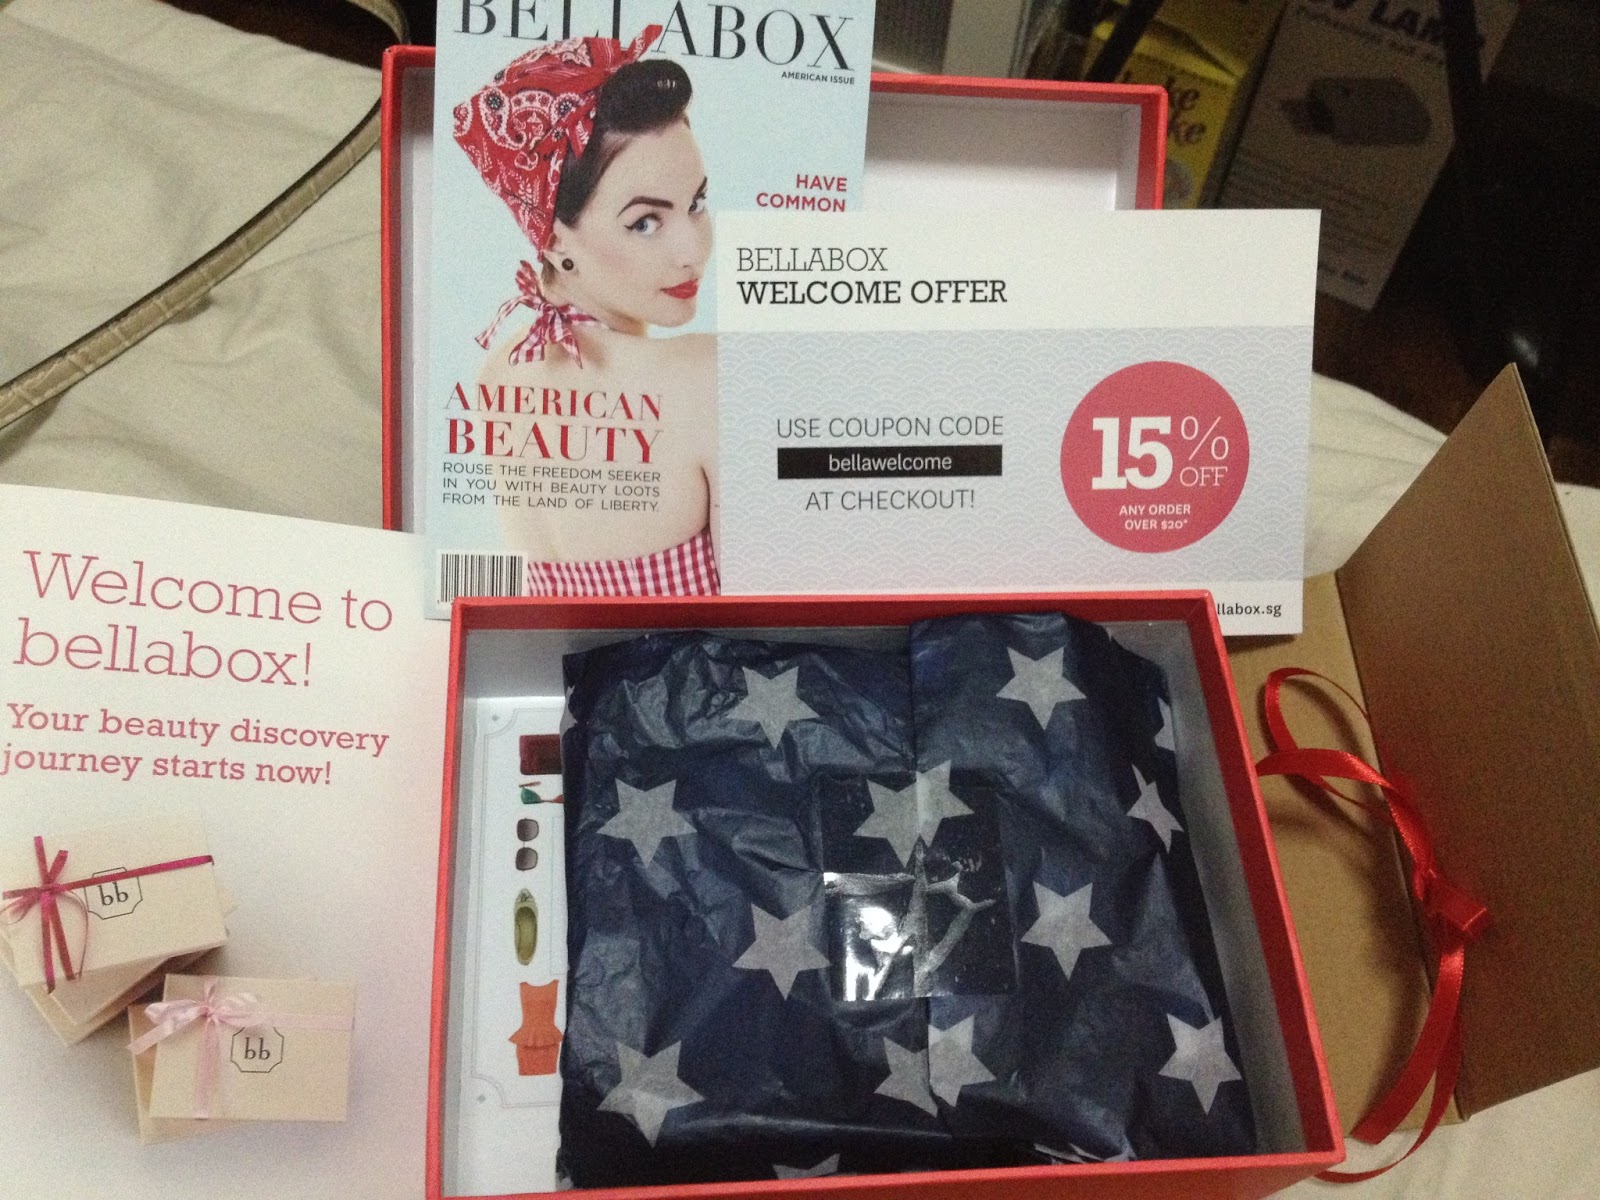 BELLABOX
AMERICAN ISSUE
HAVE
COMMON
AMERICAN
BEAUTY
ROUSE THE FREEDOM SEEKER
IN YOU WITH BEAUTY LOOTS
FROM THE LAND OF LIBERTY.
BELLABOX
WELCOME OFFER
USE COUPON CODE
bellawelcome
AT CHECKOUT!
15% OFF
ANY ORDER
OVER $20*
llabox.sg
Welcome to
bellabox!
Your beauty discovery
journey starts now!
bb
bb
LAMP